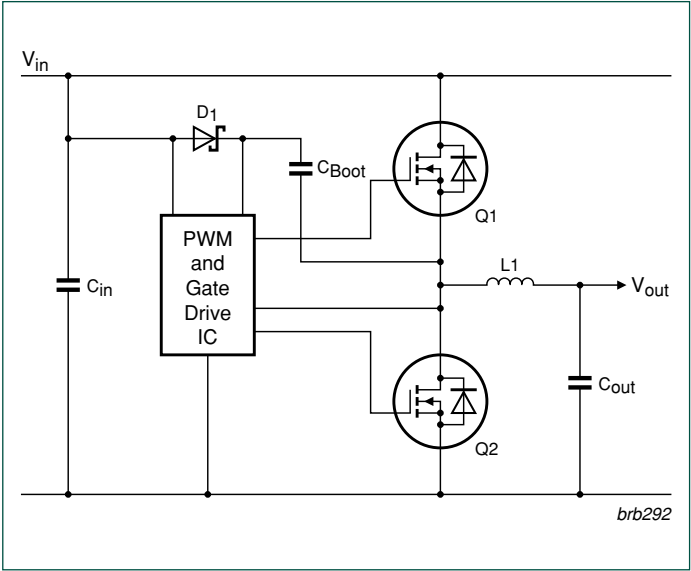 Vin
D1
CBoot
Q1
PWM
and
Gate
Drive
IC
Cin
L1
Vout
Cout
Q2
brb292